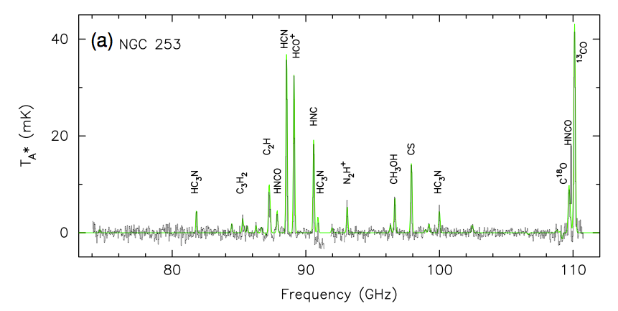 (a) NGC 253
T_A* (mK)
40
20
0
HC₃N
C₃H₂
C₂H
HNCO
HCN
HCO⁺
HNC
HC₃N
N₂H⁺
CH₃OH
CS
HC₃N
C¹⁸O
HNCO
¹³CO
80
90
100
110
Frequency (GHz)